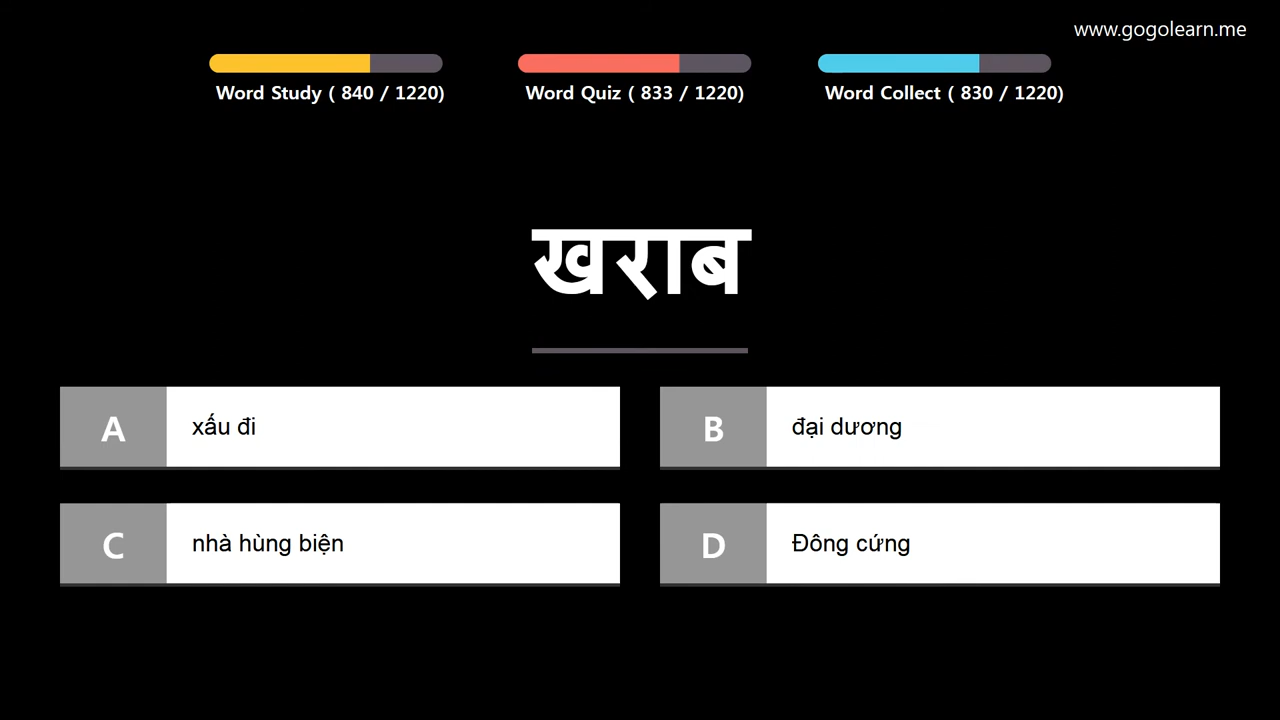 www.gogolearn.me
Word Study ( 840 / 1220)
Word Quiz ( 833 / 1220)
Word Collect ( 830 / 1220)
खराब
A
xấu đi
B
đại dương
C
nhà hùng biện
D
Đông cứng